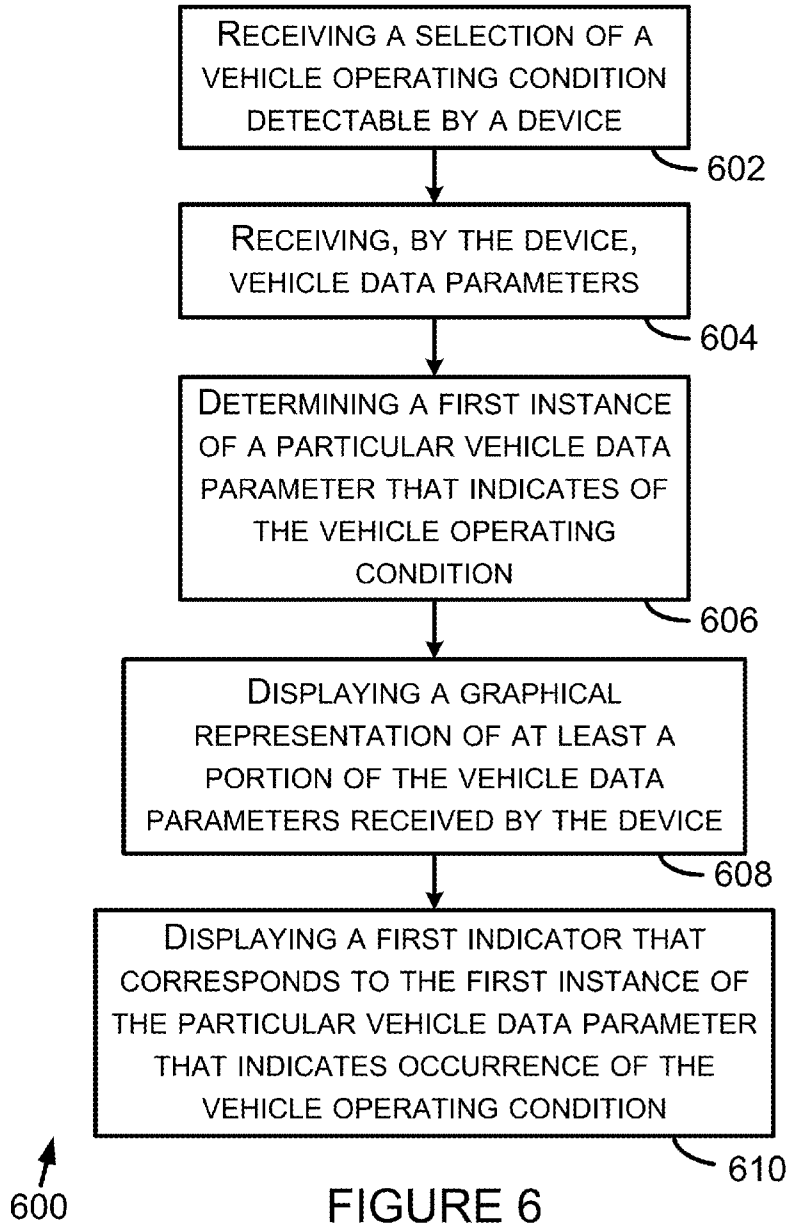 RECEIVING A SELECTION OF A
VEHICLE OPERATING CONDITION
DETECTABLE BY A DEVICE
602
RECEIVING, BY THE DEVICE,
VEHICLE DATA PARAMETERS
604
DETERMINING A FIRST INSTANCE
OF A PARTICULAR VEHICLE DATA
PARAMETER THAT INDICATES OF
THE VEHICLE OPERATING
CONDITION
606
DISPLAYING A GRAPHICAL
REPRESENTATION OF AT LEAST A
PORTION OF THE VEHICLE DATA
PARAMETERS RECEIVED BY THE DEVICE
608
DISPLAYING A FIRST INDICATOR THAT
CORRESPONDS TO THE FIRST INSTANCE OF
THE PARTICULAR VEHICLE DATA PARAMETER
THAT INDICATES OCCURRENCE OF THE
VEHICLE OPERATING CONDITION
610
600
FIGURE 6